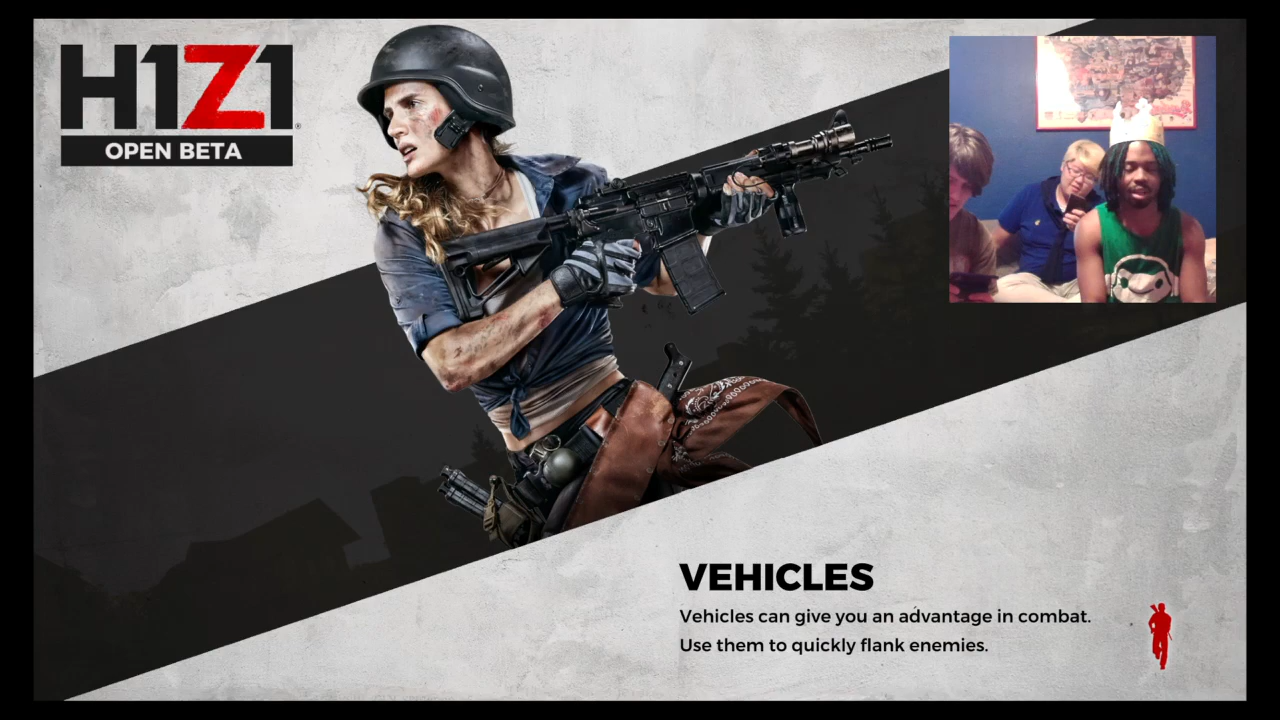 H1Z1
OPEN BETA
VEHICLES
Vehicles can give you an advantage in combat.
Use them to quickly flank enemies.